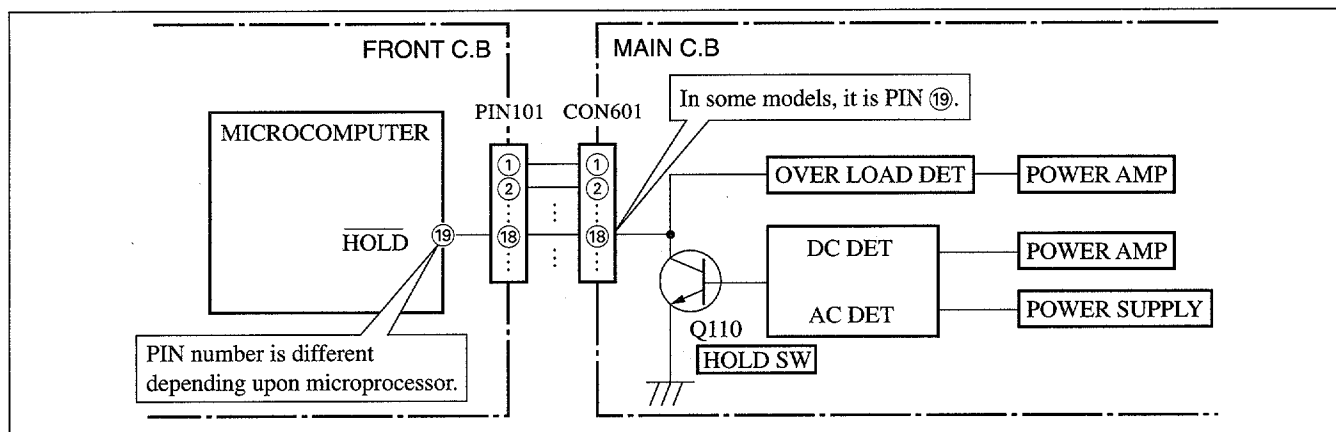 FRONT C.B
MAIN C.B
PIN101
CON601
In some models, it is PIN ⑲.
MICROCOMPUTER
HOLD
⑲
①
②
⑱
①
②
⑱
OVER LOAD DET
POWER AMP
DC DET
AC DET
POWER AMP
POWER SUPPLY
Q110
HOLD SW
PIN number is different
depending upon microprocessor.